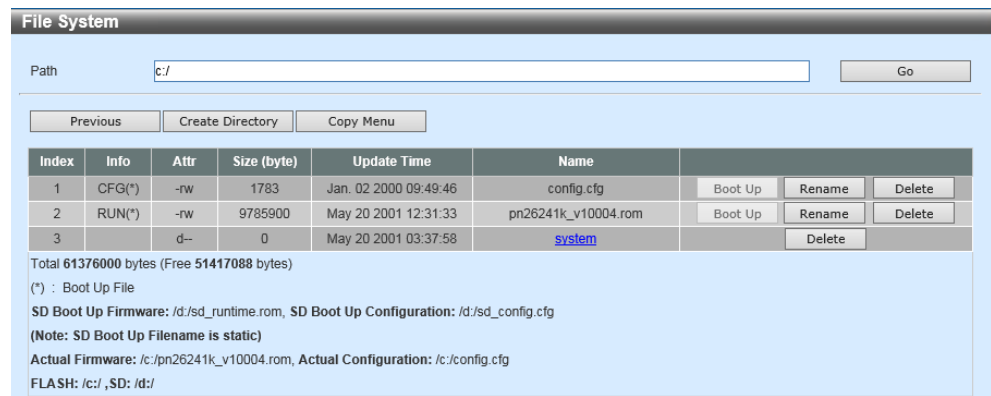 File System
Path c:/ Go
Previous Create Directory Copy Menu
Index Info Attr Size (byte) Update Time Name
1 CFG(*) -rw 1783 Jan. 02 2000 09:49:46 config.cfg Boot Up Rename Delete
2 RUN(*) -rw 9785900 May 20 2001 12:31:33 pn26241k_v10004.rom Boot Up Rename Delete
3 d-- 0 May 20 2001 03:37:58 system Delete
Total 61376000 bytes (Free 51417088 bytes)
(*) : Boot Up File
SD Boot Up Firmware: /d:/sd_runtime.rom, SD Boot Up Configuration: /d:/sd_config.cfg
(Note: SD Boot Up Filename is static)
Actual Firmware: /c:/pn26241k_v10004.rom, Actual Configuration: /c:/config.cfg
FLASH: /c:/ ,SD: /d:/